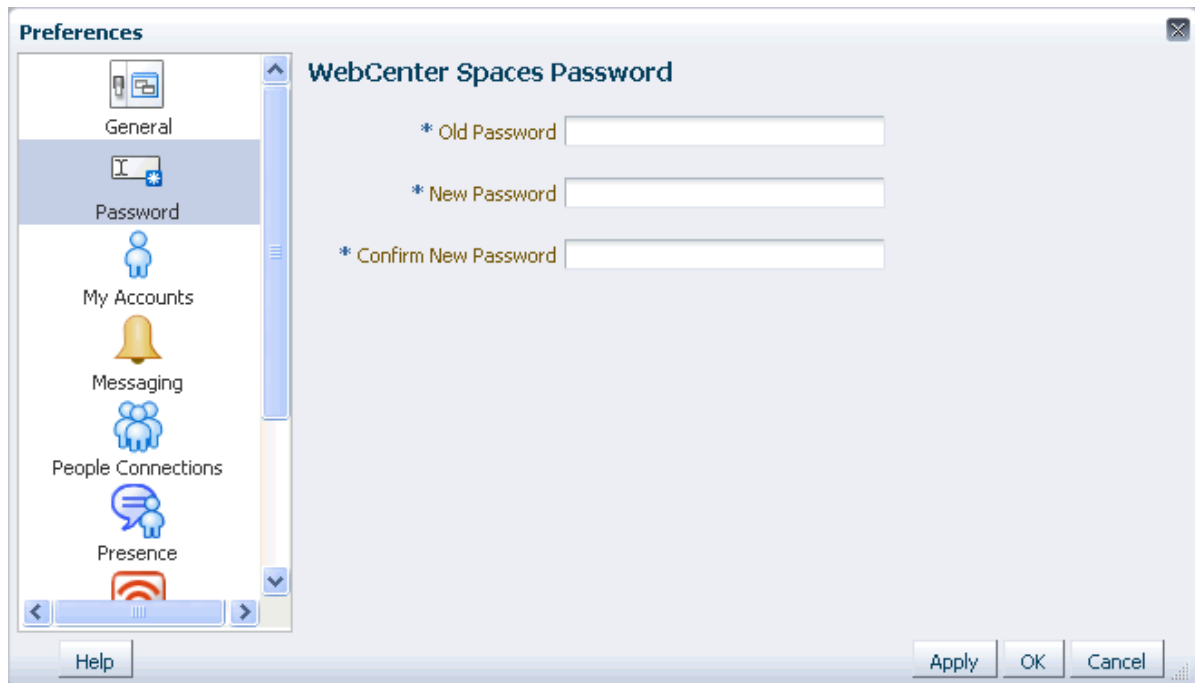 Preferences
General
Password
My Accounts
Messaging
People Connections
Presence
WebCenter Spaces Password
* Old Password
* New Password
* Confirm New Password
Help
Apply
OK
Cancel